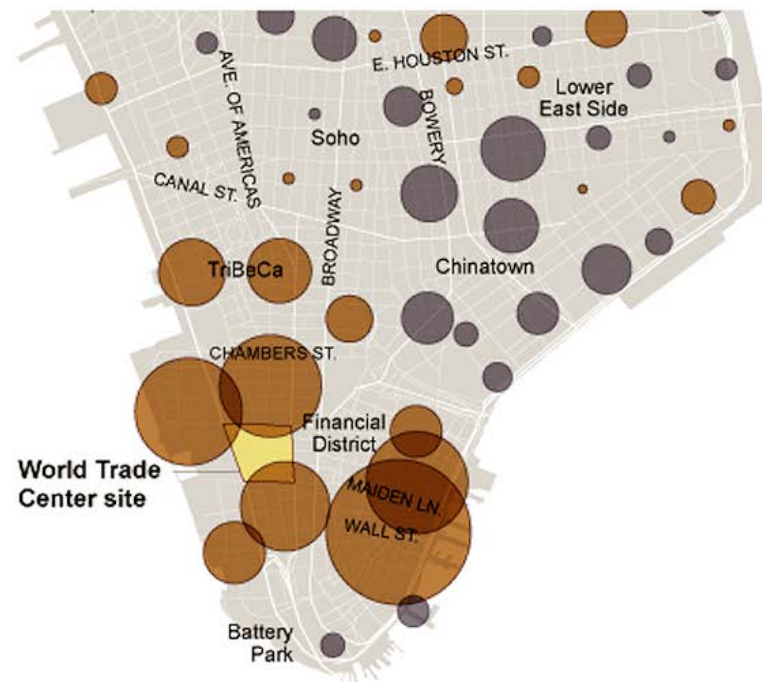 E. HOUSTON ST.
AVE. OF AMERICAS
BOWERY
Lower
East Side
Soho
CANAL ST.
BROADWAY
TriBeCa
Chinatown
CHAMBERS ST.
Financial
District
World Trade
Center site
MAIDEN LN.
WALL ST.
Battery
Park